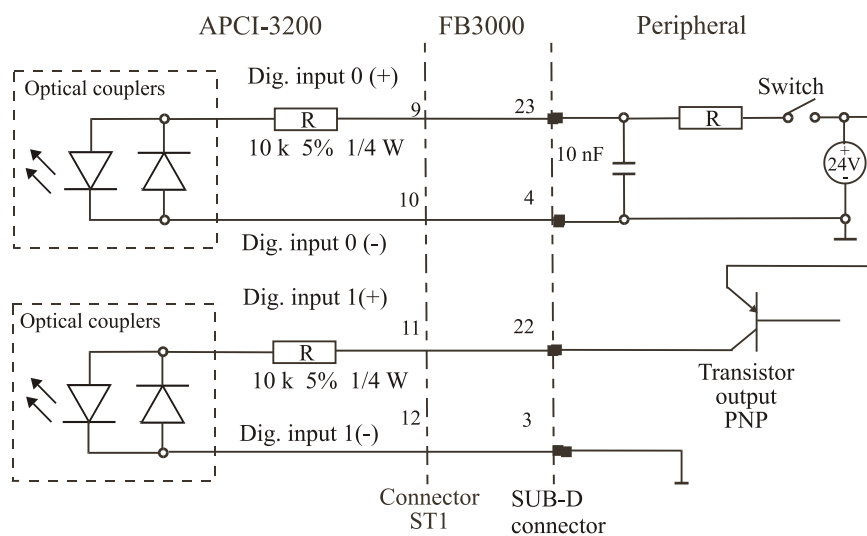 APCI-3200 FB3000 Peripheral
Dig. input 0 (+)
Optical couplers
Switch
9 23
R R
10 k 5% 1/4 W
10 nF
+
24V
-
10 4
Dig. input 0 (-)
Dig. input 1(+)
Optical couplers
11 22
R
10 k 5% 1/4 W
Transistor
output
PNP
12 3
Dig. input 1(-)
Connector
ST1
SUB-D
connector